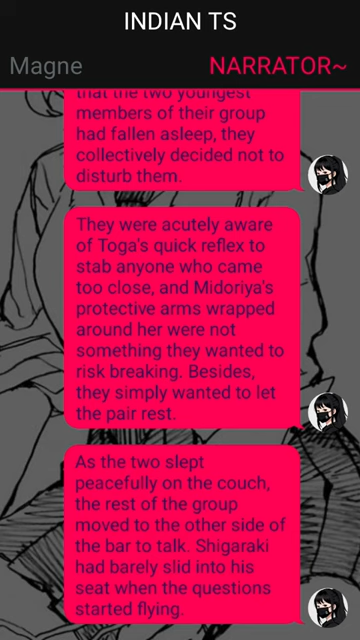 INDIAN TS
Magne
NARRATOR~
that the two youngest
members of their group
had fallen asleep, they
collectively decided not to
disturb them.
They were acutely aware
of Toga's quick reflex to
stab anyone who came
too close, and Midoriya's
protective arms wrapped
around her were not
something they wanted to
risk breaking. Besides,
they simply wanted to let
the pair rest.
As the two slept
peacefully on the couch,
the rest of the group
moved to the other side of
the bar to talk. Shigaraki
had barely slid into his
seat when the questions
started flying.